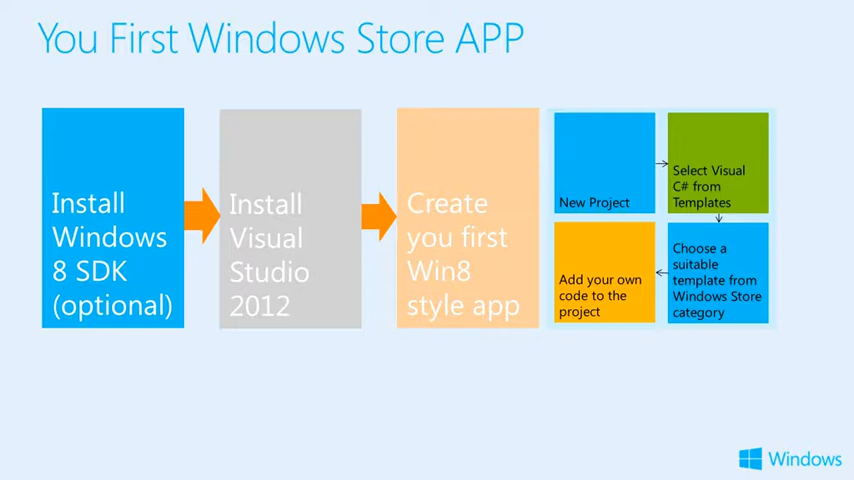 You First Windows Store APP
Install
Windows
8 SDK
(optional)
Install
Visual
Studio
2012
Create
you first
Win8
style app
New Project
Select Visual
C# from
Templates
Choose a
suitable
template from
Windows Store
category
Add your own
code to the
project
Windows